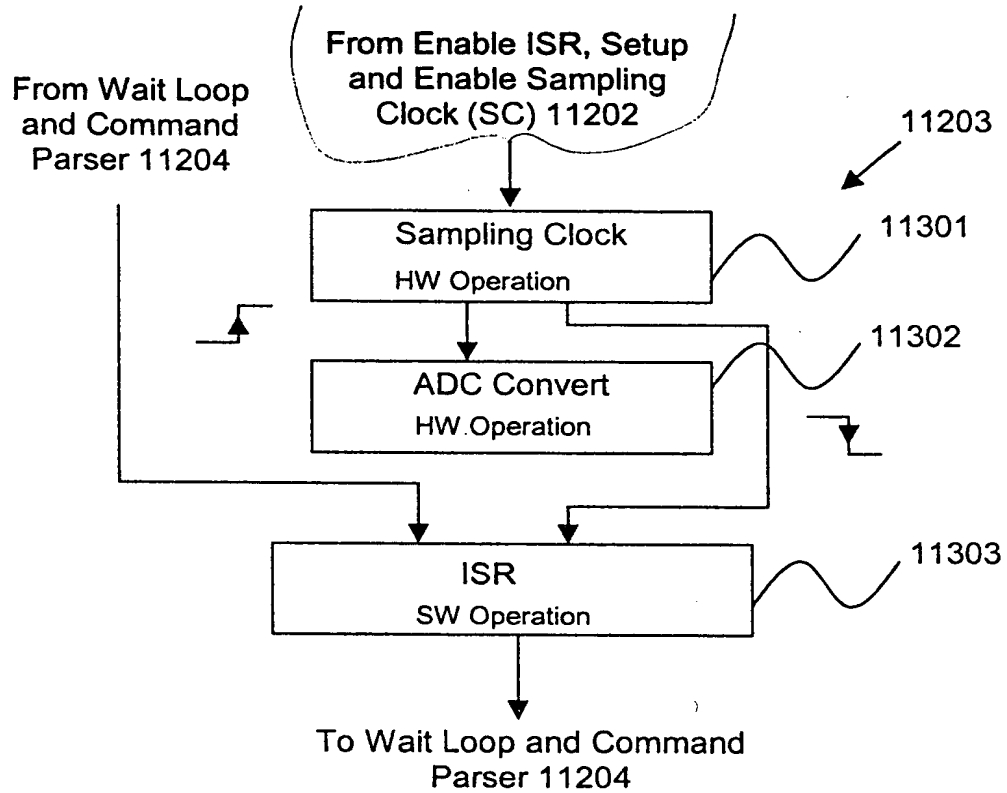 From Enable ISR, Setup
and Enable Sampling
Clock (SC) 11202
From Wait Loop
and Command
Parser 11204
11203
Sampling Clock
HW Operation
11301
ADC Convert
HW Operation
11302
ISR
SW Operation
11303
To Wait Loop and Command
Parser 11204